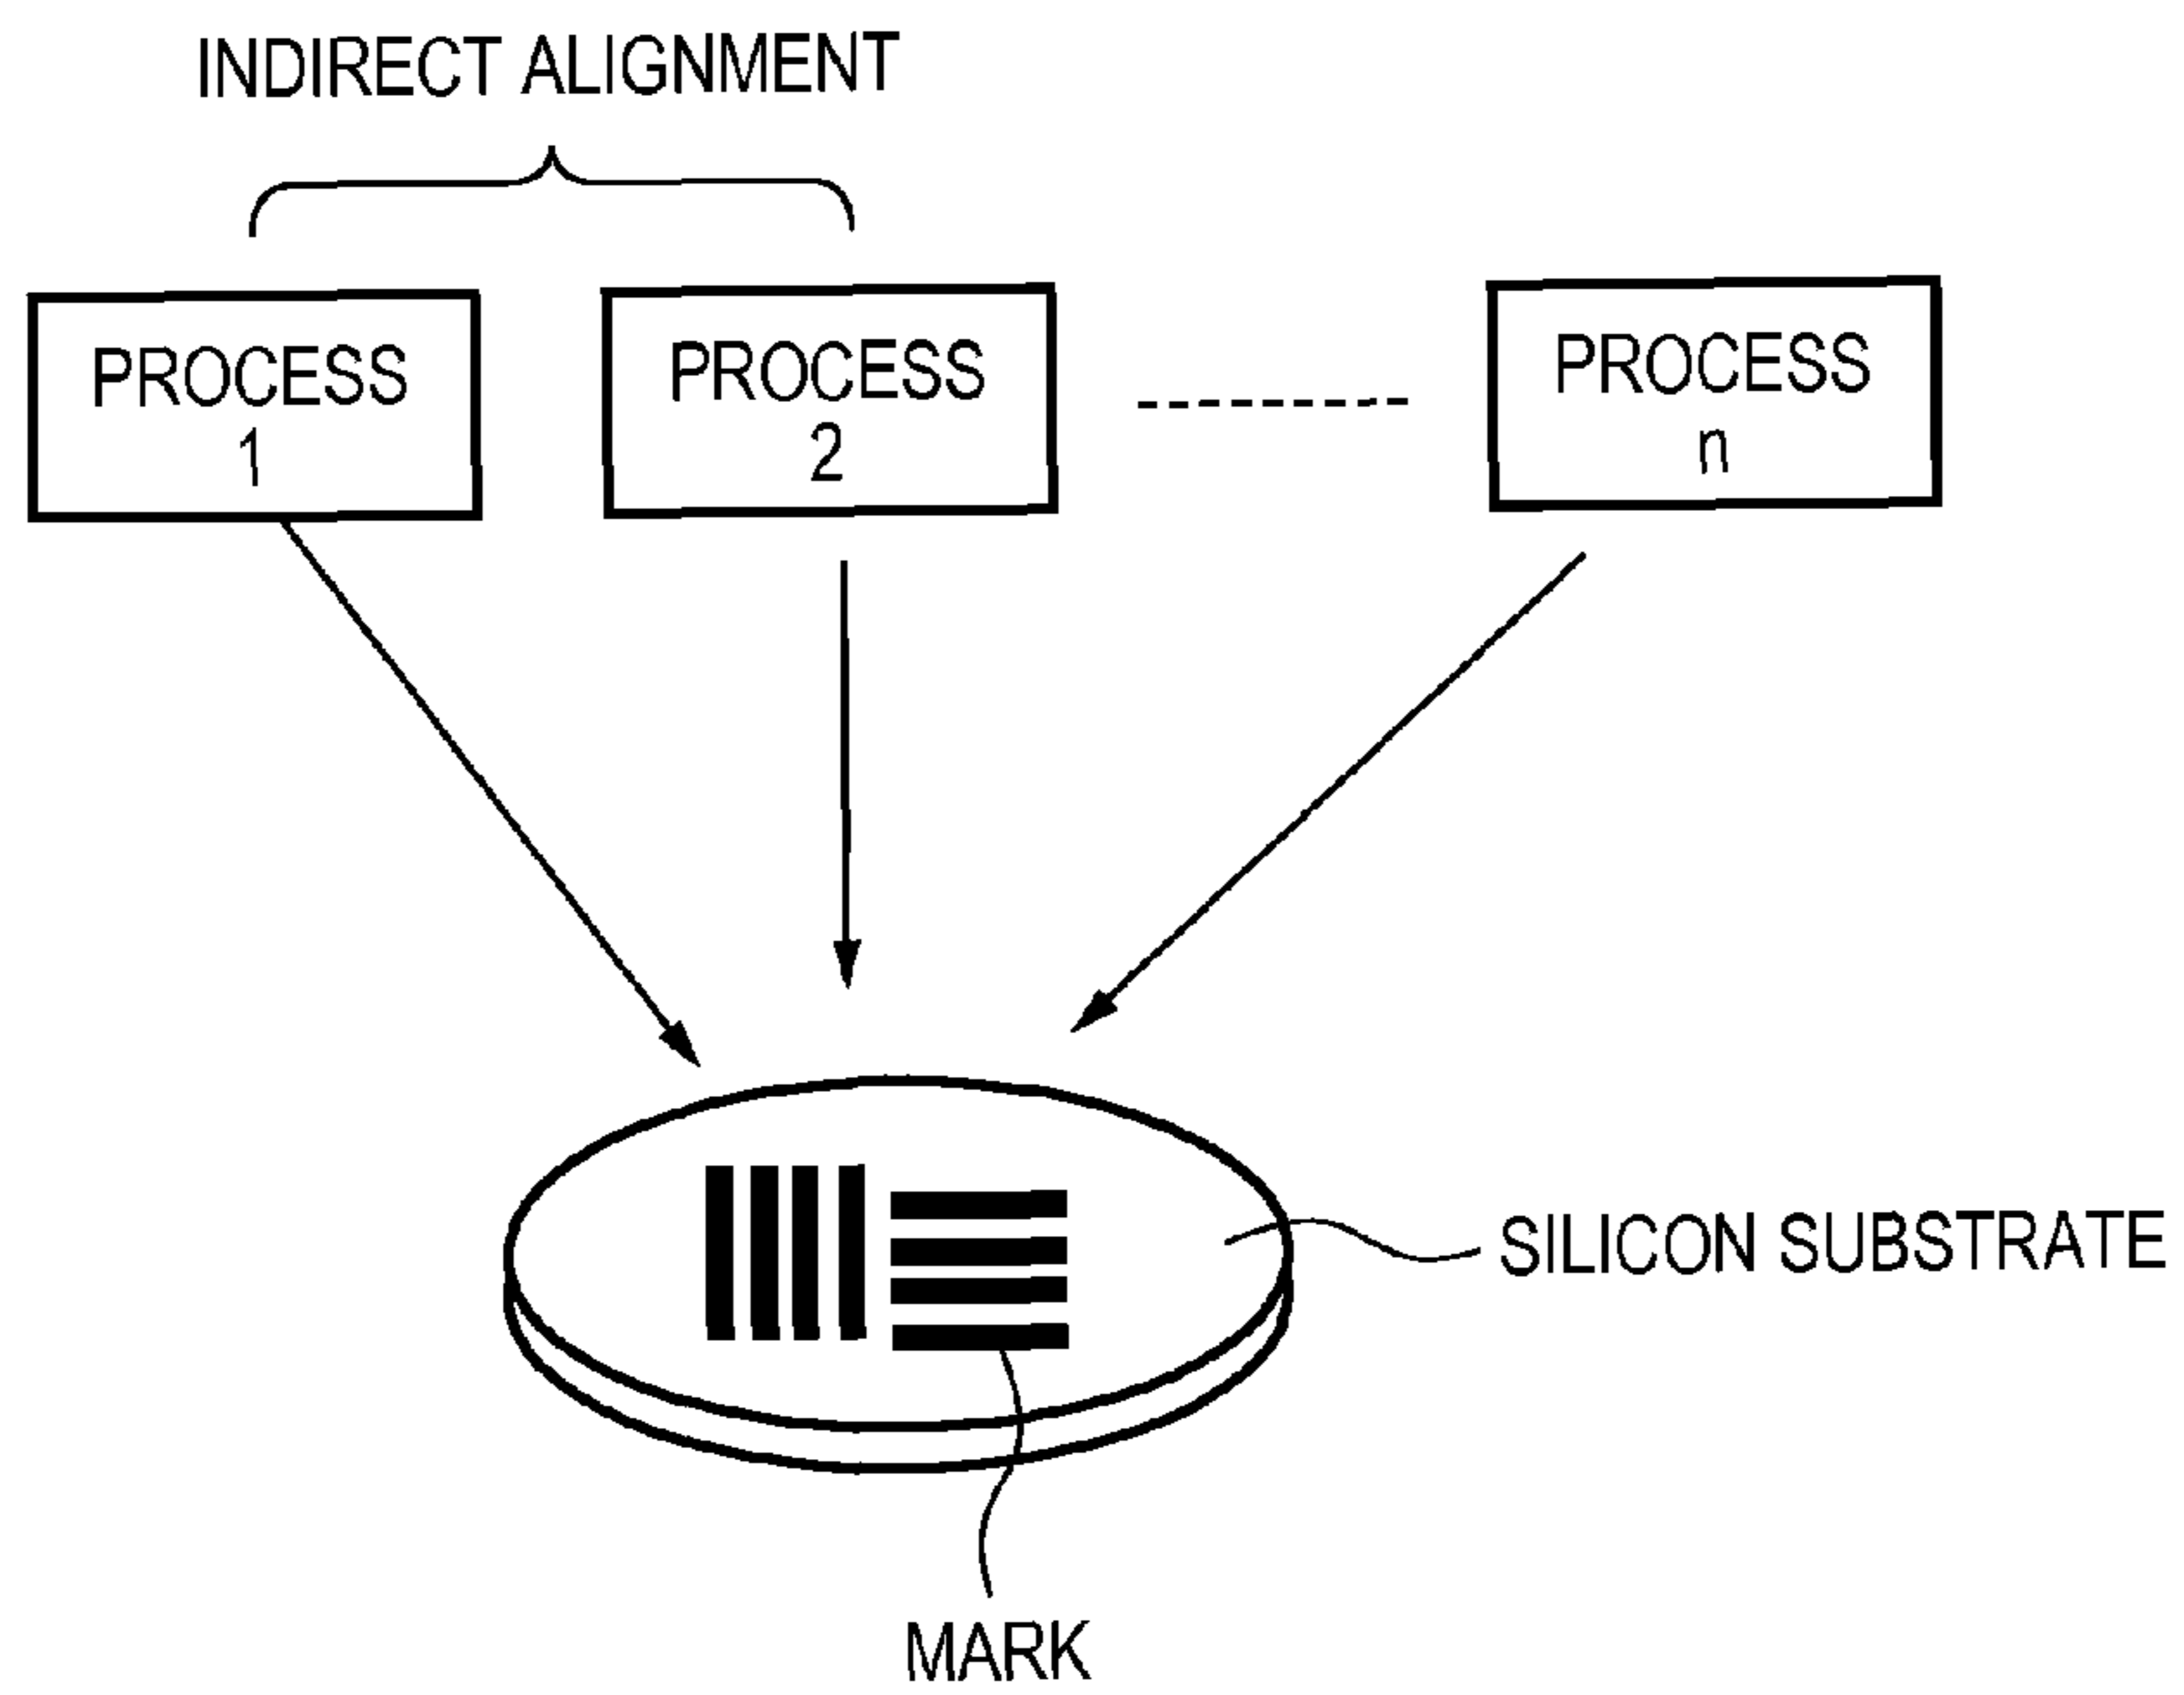 INDIRECT ALIGNMENT
PROCESS
1
PROCESS
2
PROCESS
n
SILICON SUBSTRATE
MARK